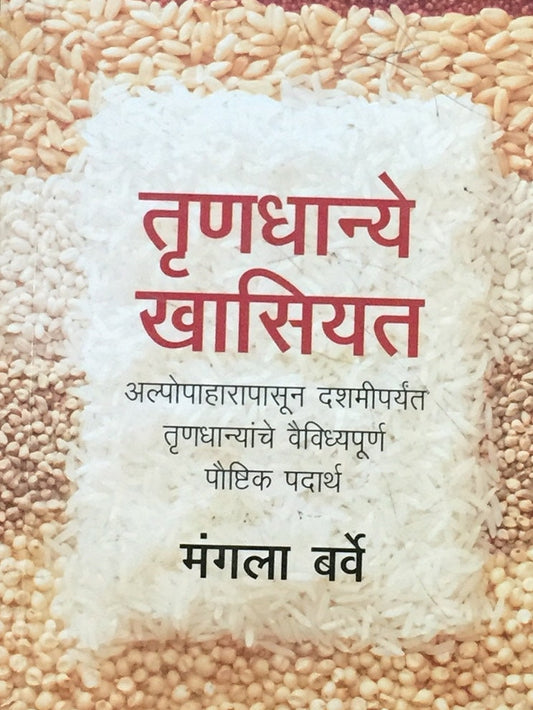 तृणधान्ये
खासियत
अल्पोपाहारापासून दशमीपर्यंत
तृणधान्यांचे वैविध्यपूर्ण
पौष्टिक पदार्थ
मंगला बर्वे